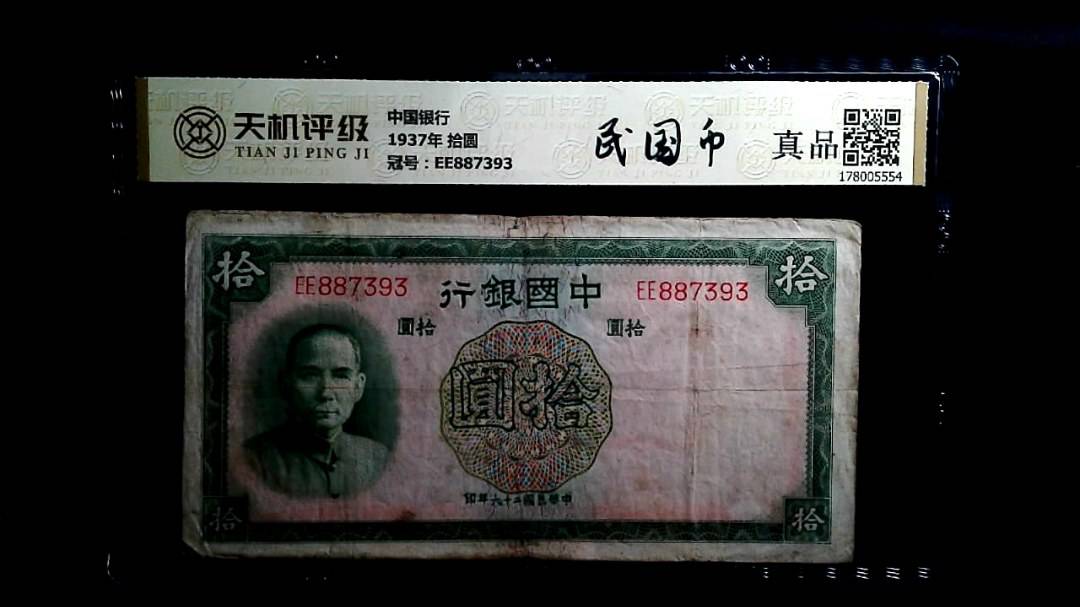 天机评级
TIAN JI PING JI
中国银行
1937年 拾圆
冠号：EE887393
民国币
真品
178005554
拾
EE887393
行銀國中
EE887393
拾
圓拾
圓拾
圓拾
印年六十二國民華中
拾
拾